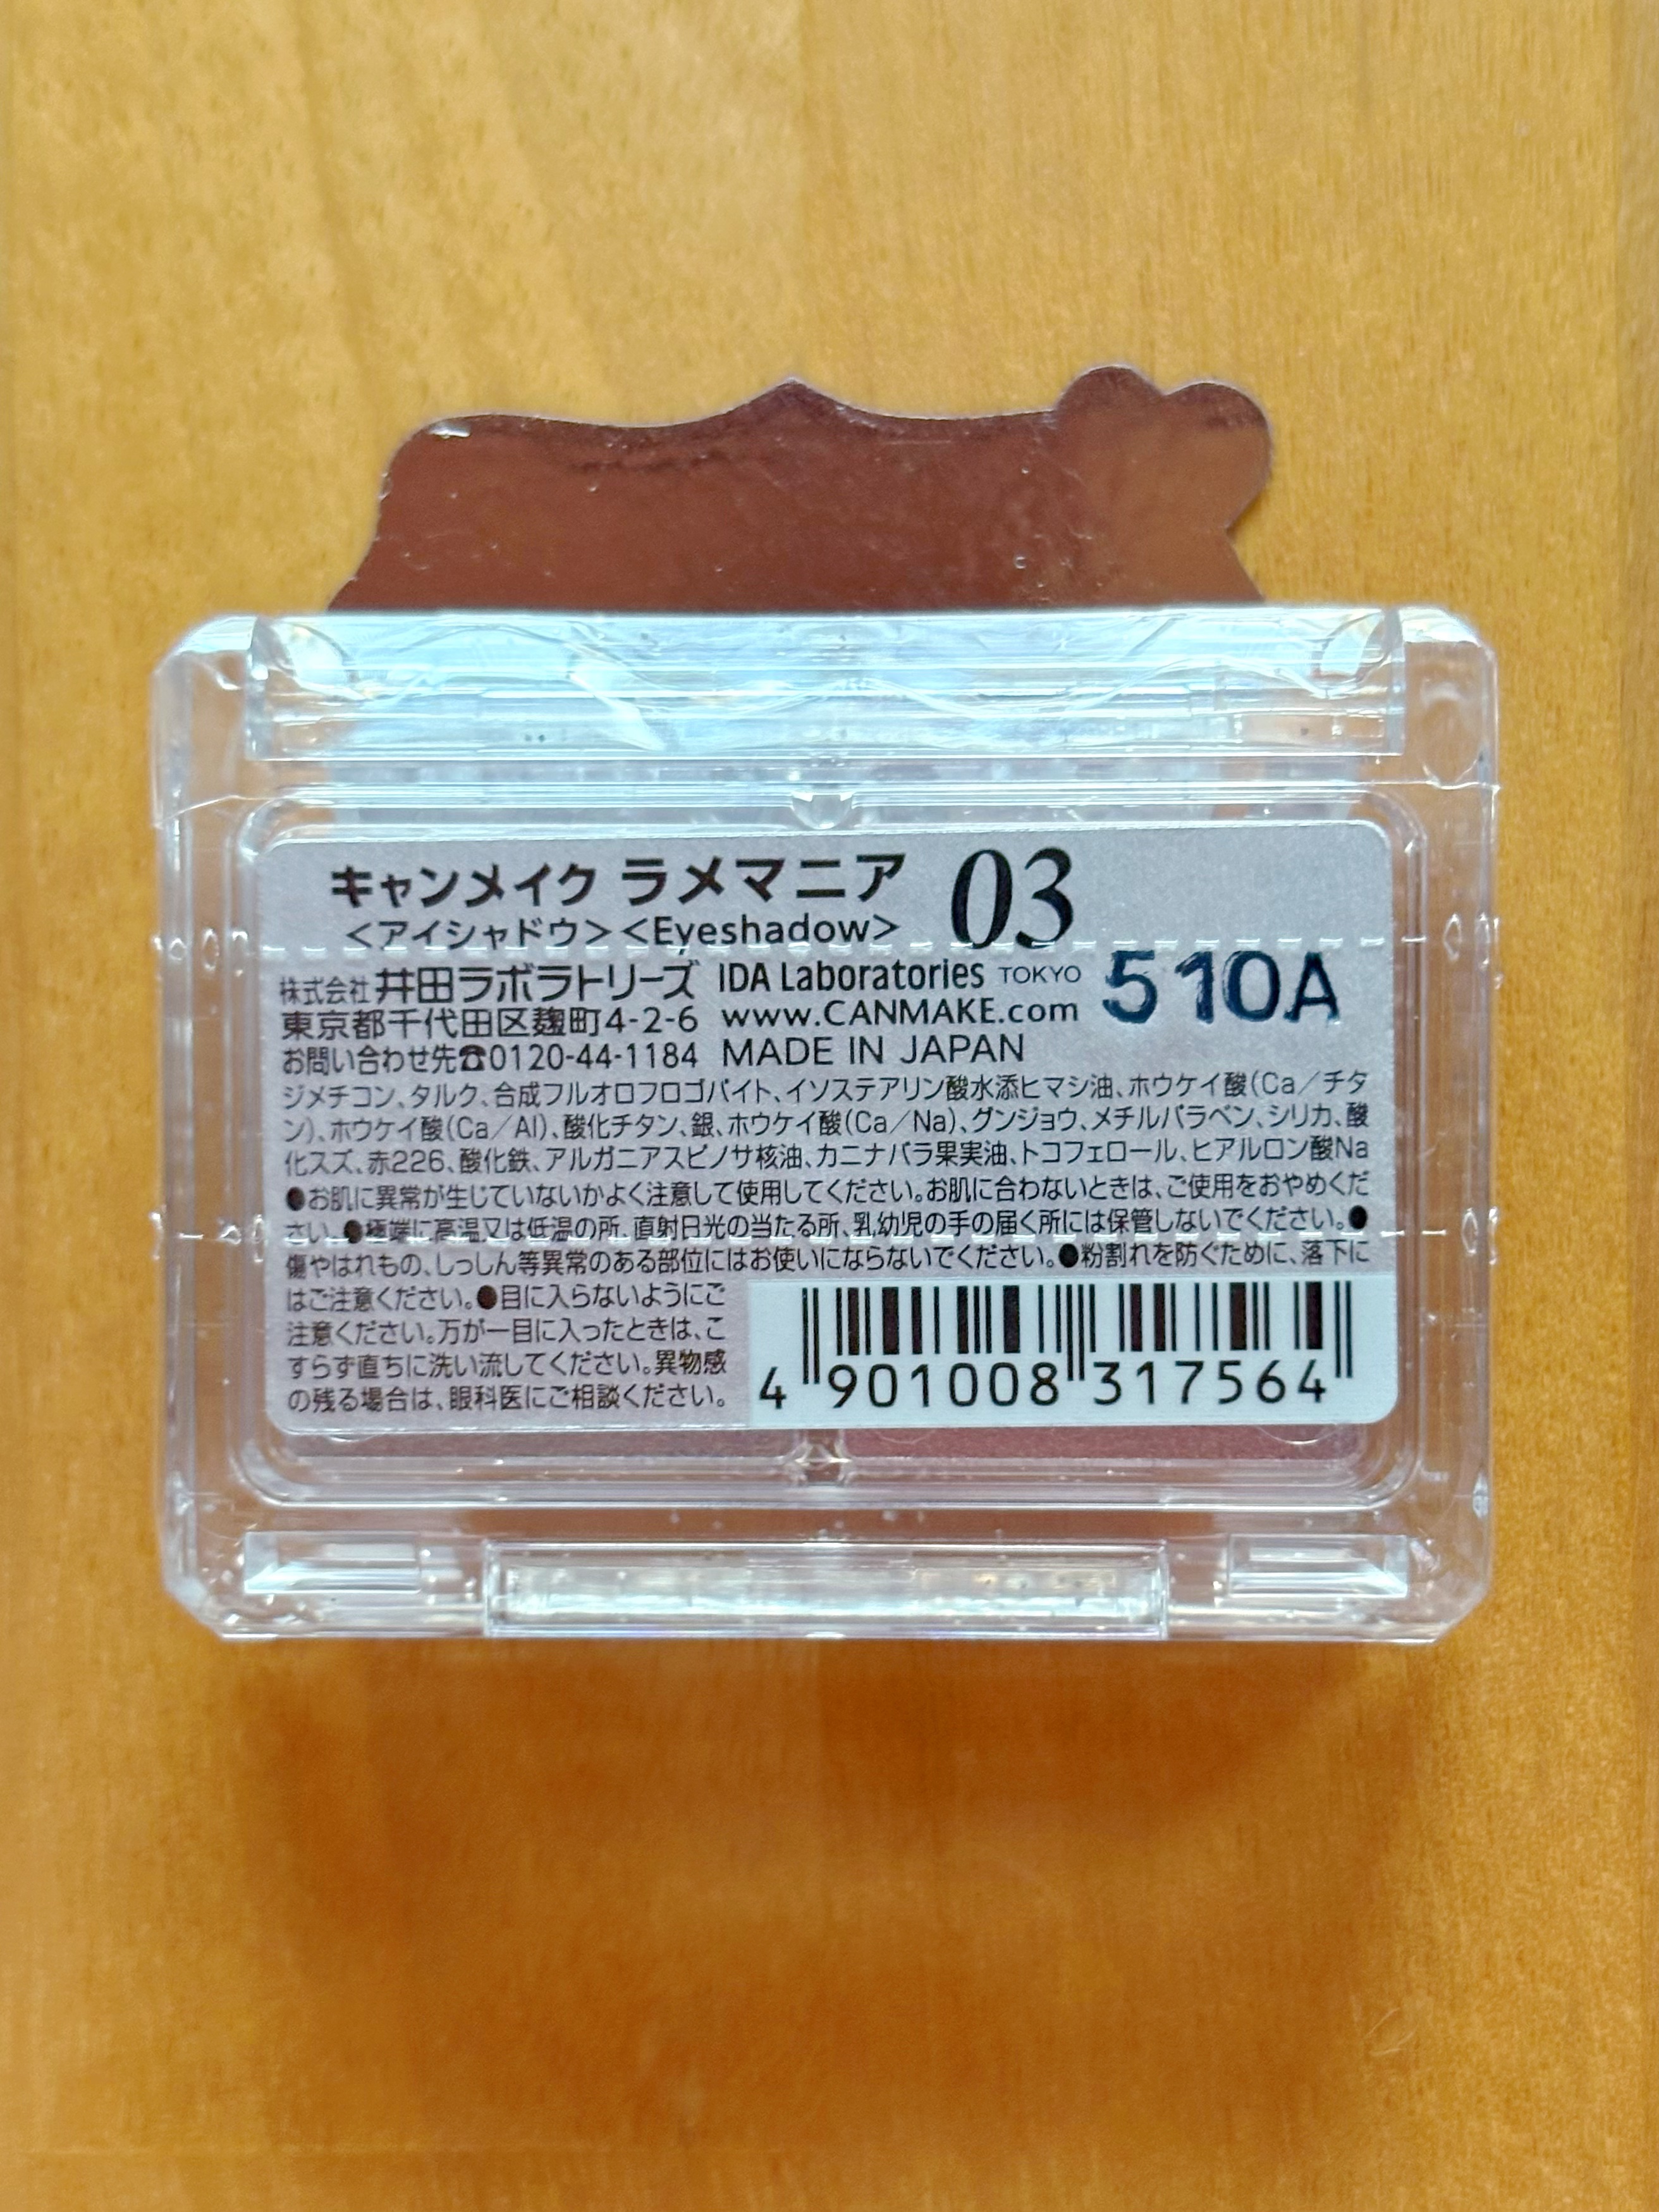 キャンメイク ラメマニア 03
<アイシャドウ><Eyeshadow>
株式会社井田ラボラトリーズ IDA Laboratories TOKYO 510A
東京都千代田区麹町4-2-6 www.CANMAKE.com
お問い合わせ先☎0120-44-1184 MADE IN JAPAN
ジメチコン、タルク、合成フルオロフロゴパイト、イソステアリン酸水添ヒマシ油、ホウケイ酸(Ca/チタ
ン)、ホウケイ酸(Ca/Al)、酸化チタン、銀、ホウケイ酸(Ca/Na)、グンジョウ、メチルパラベン、シリカ、酸
化スズ、赤226、酸化鉄、アルガニアスピノサ核油、カニナバラ果実油、トコフェロール、ヒアルロン酸Na
●お肌に異常が生じていないかよく注意して使用してください。お肌に合わないときは、ご使用をおやめくだ
さい。●極端に高温又は低温の所、直射日光の当たる所、乳幼児の手の届く所には保管しないでください。●
傷やはれもの、しっしん等異常のある部位にはお使いにならないでください。●粉割れを防ぐために、落下に
はご注意ください。●目に入らないようにご
注意ください。万が一目に入ったときは、こ
すらず直ちに洗い流してください。異物感
の残る場合は、眼科医にご相談ください。
4 901008 317564